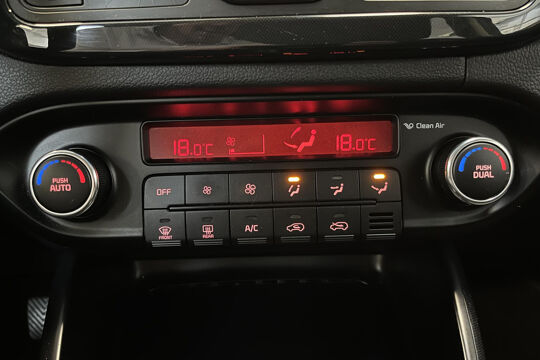 Clean Air
18.0°C
18.0°C
PUSH
AUTO
PUSH
DUAL
OFF
FRONT
REAR
A/C